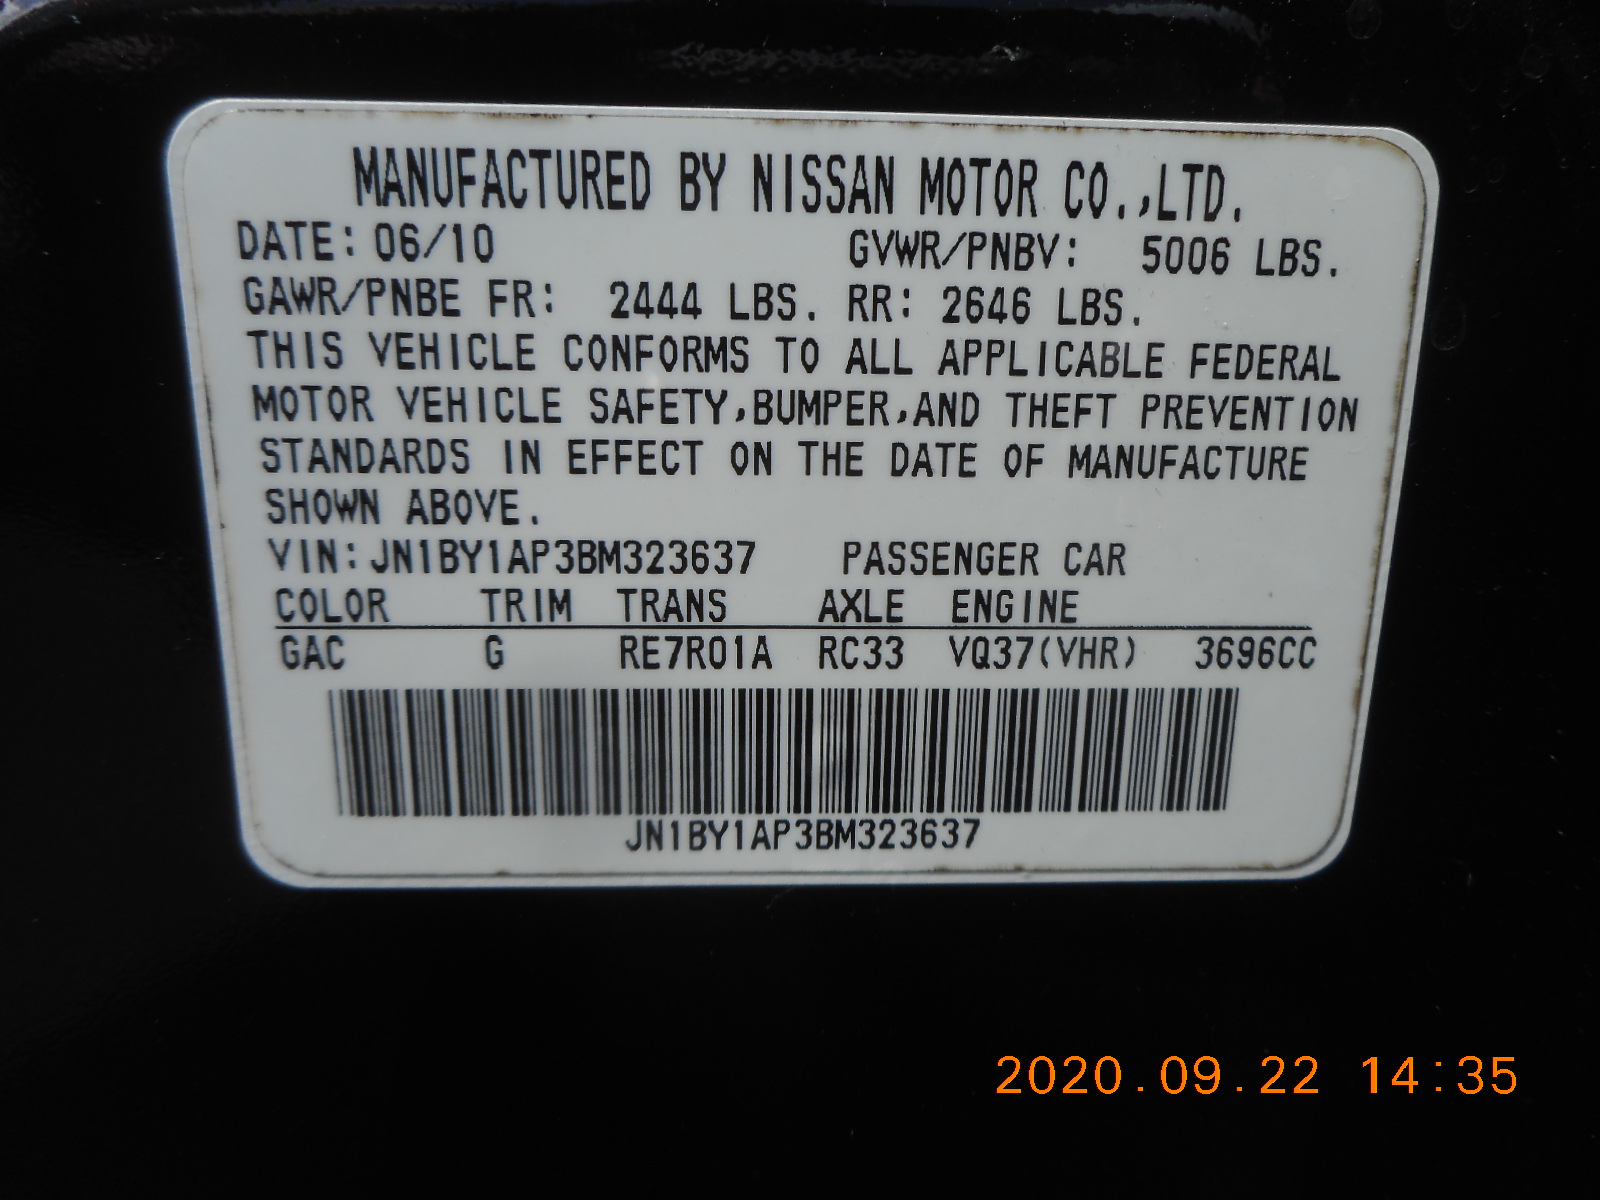 MANUFACTURED BY NISSAN MOTOR CO.,LTD.
DATE: 06/10 GVWR/PNBV: 5006 LBS.
GAWR/PNBE FR: 2444 LBS. RR: 2646 LBS.
THIS VEHICLE CONFORMS TO ALL APPLICABLE FEDERAL
MOTOR VEHICLE SAFETY,BUMPER,AND THEFT PREVENTION
STANDARDS IN EFFECT ON THE DATE OF MANUFACTURE
SHOWN ABOVE.
VIN:JN1BY1AP3BM323637 PASSENGER CAR
COLOR TRIM TRANS AXLE ENGINE
GAC G RE7R01A RC33 VQ37(VHR) 3696CC
JN1BY1AP3BM323637
2020.09.22 14:35